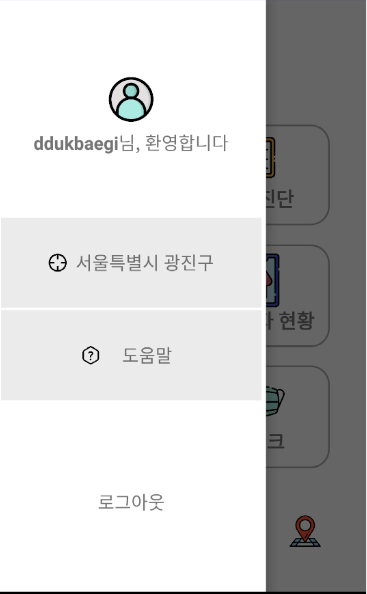 ddukbaegi님, 환영합니다
진단
서울특별시 광진구
현황
도움말
크
로그아웃